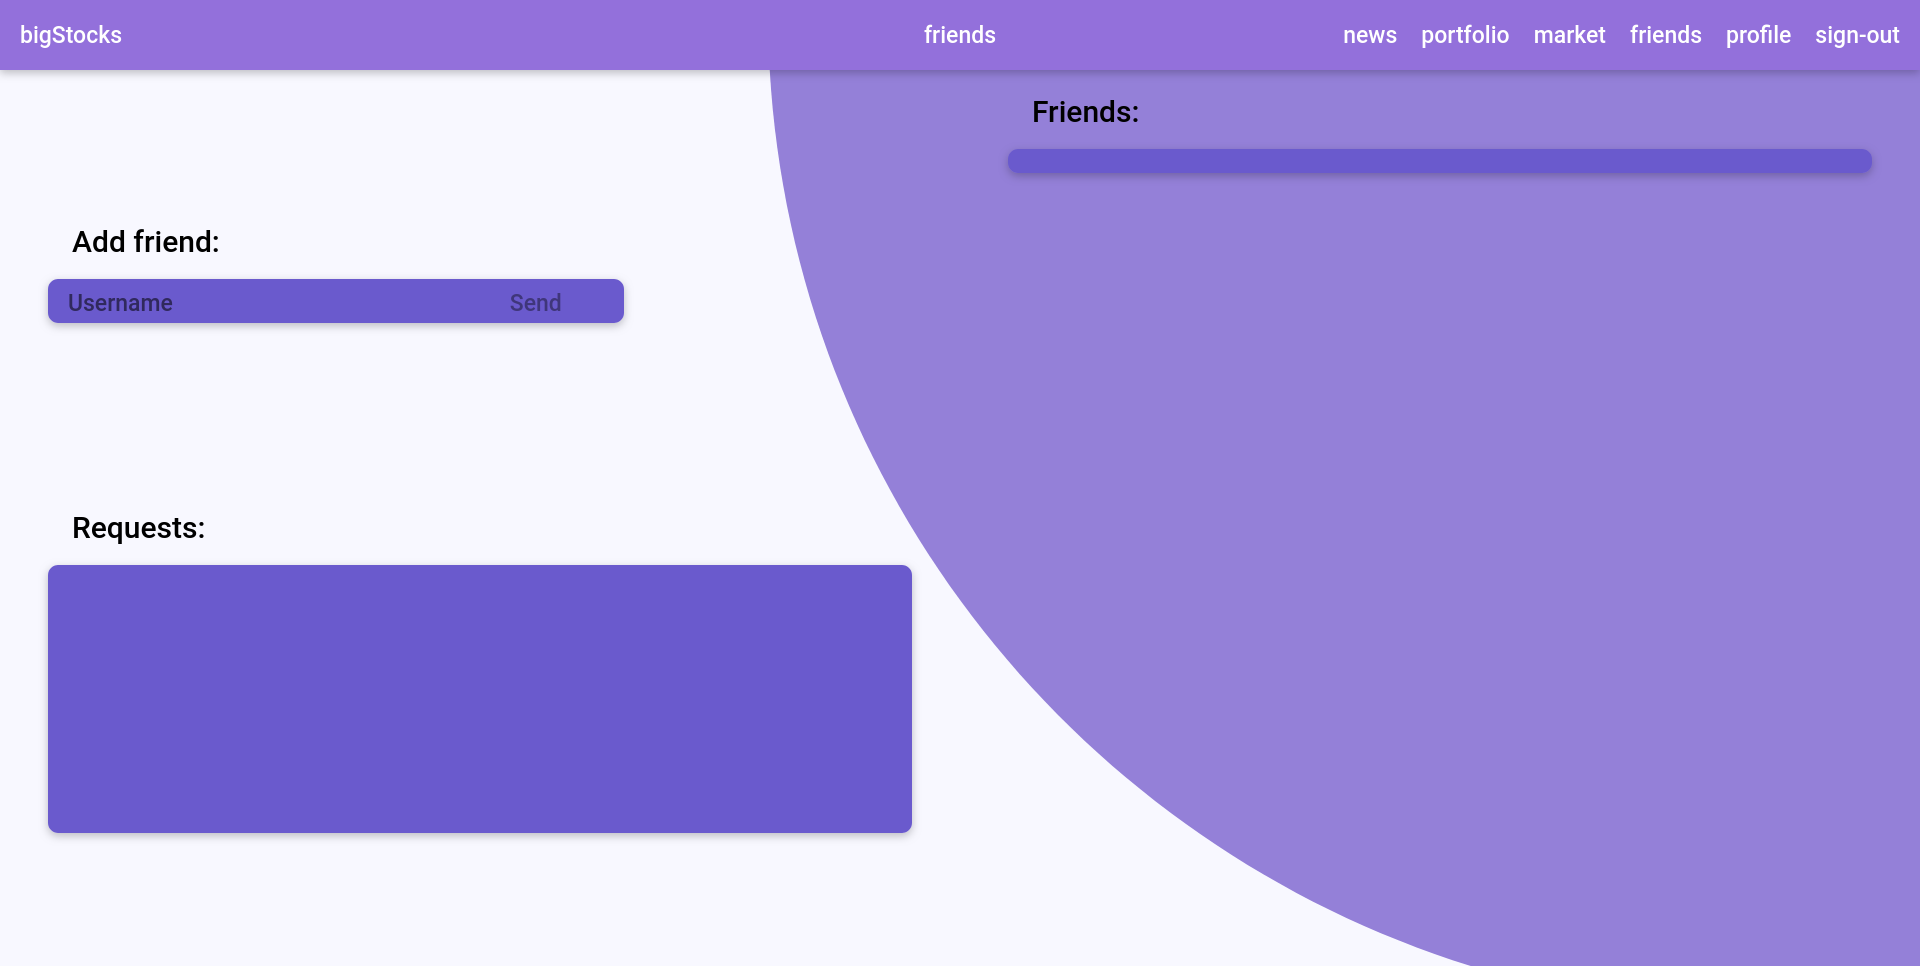 bigStocks friends news portfolio market friends profile sign-out
Friends:
Add friend:
Username Send
Requests: